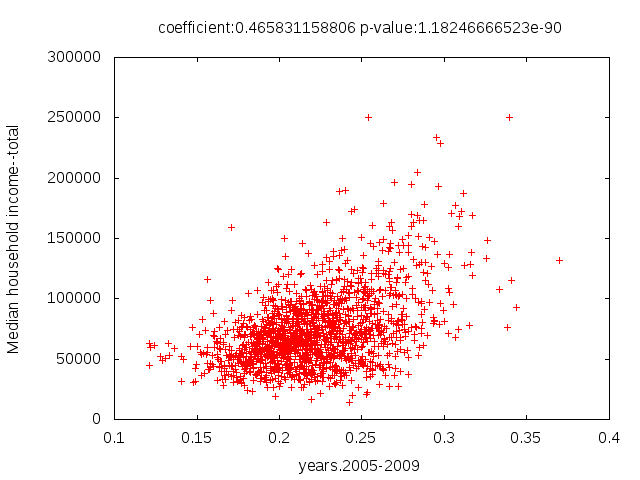 coefficient:0.465831158806 p-value:1.18246666523e-90
300000
250000
200000
150000
100000
50000
0
Median household income--total
0.1 0.15 0.2 0.25 0.3 0.35 0.4
years.2005-2009